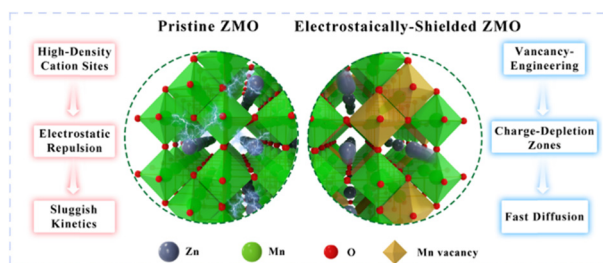 Pristine ZMO
Electrostaically-Shielded ZMO
High-Density
Cation Sites
Electrostatic
Repulsion
Sluggish
Kinetics
Vancancy-
Engineering
Charge-Depletion
Zones
Fast Diffusion
Zn
Mn
O
Mn vacancy